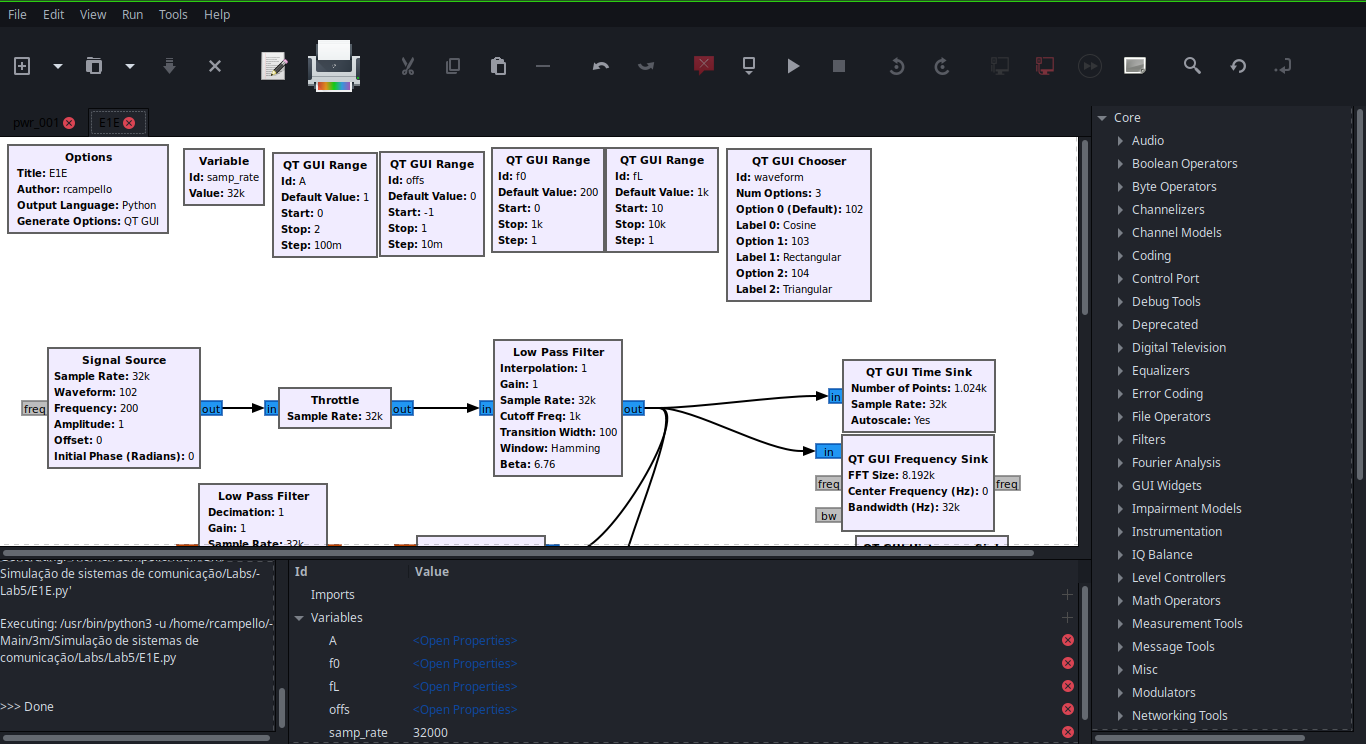 File Edit View Run Tools Help
pwr_001 E1E
Options
Title: E1E
Author: rcampello
Output Language: Python
Generate Options: QT GUI
Variable
Id: samp_rate
Value: 32k
QT GUI Range
Id: A
Default Value: 1
Start: 0
Stop: 2
Step: 100m
QT GUI Range
Id: offs
Default Value: 0
Start: -1
Stop: 1
Step: 10m
QT GUI Range
Id: f0
Default Value: 200
Start: 0
Stop: 1k
Step: 1
QT GUI Range
Id: fL
Default Value: 1k
Start: 10
Stop: 10k
Step: 1
QT GUI Chooser
Id: waveform
Num Options: 3
Option 0 (Default): 102
Label 0: Cosine
Option 1: 103
Label 1: Rectangular
Option 2: 104
Label 2: Triangular
freq
Signal Source
Sample Rate: 32k
Waveform: 102
Frequency: 200
Amplitude: 1
Offset: 0
Initial Phase (Radians): 0
out
in
Throttle
Sample Rate: 32k
out
in
Low Pass Filter
Interpolation: 1
Gain: 1
Sample Rate: 32k
Cutoff Freq: 1k
Transition Width: 100
Window: Hamming
Beta: 6.76
out
in
QT GUI Time Sink
Number of Points: 1.024k
Sample Rate: 32k
Autoscale: Yes
in
freq
bw
QT GUI Frequency Sink
FFT Size: 8.192k
Center Frequency (Hz): 0
Bandwidth (Hz): 32k
freq
Low Pass Filter
Decimation: 1
Gain: 1
Sample Rate: 32k
Simulação de sistemas de comunicação/Labs/-
Lab5/E1E.py'
Executing: /usr/bin/python3 -u /home/rcampello/-
Main/3m/Simulação de sistemas de
comunicação/Labs/Lab5/E1E.py
>>> Done
Id Value
Imports
Variables
A <Open Properties>
f0 <Open Properties>
fL <Open Properties>
offs <Open Properties>
samp_rate 32000
Core
Audio
Boolean Operators
Byte Operators
Channelizers
Channel Models
Coding
Control Port
Debug Tools
Deprecated
Digital Television
Equalizers
Error Coding
File Operators
Filters
Fourier Analysis
GUI Widgets
Impairment Models
Instrumentation
IQ Balance
Level Controllers
Math Operators
Measurement Tools
Message Tools
Misc
Modulators
Networking Tools